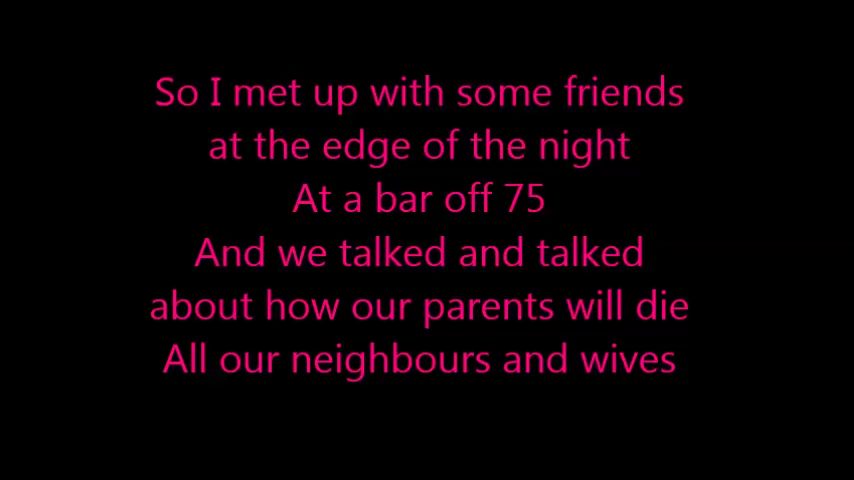 So I met up with some friends
at the edge of the night
At a bar off 75
And we talked and talked
about how our parents will die
All our neighbours and wives